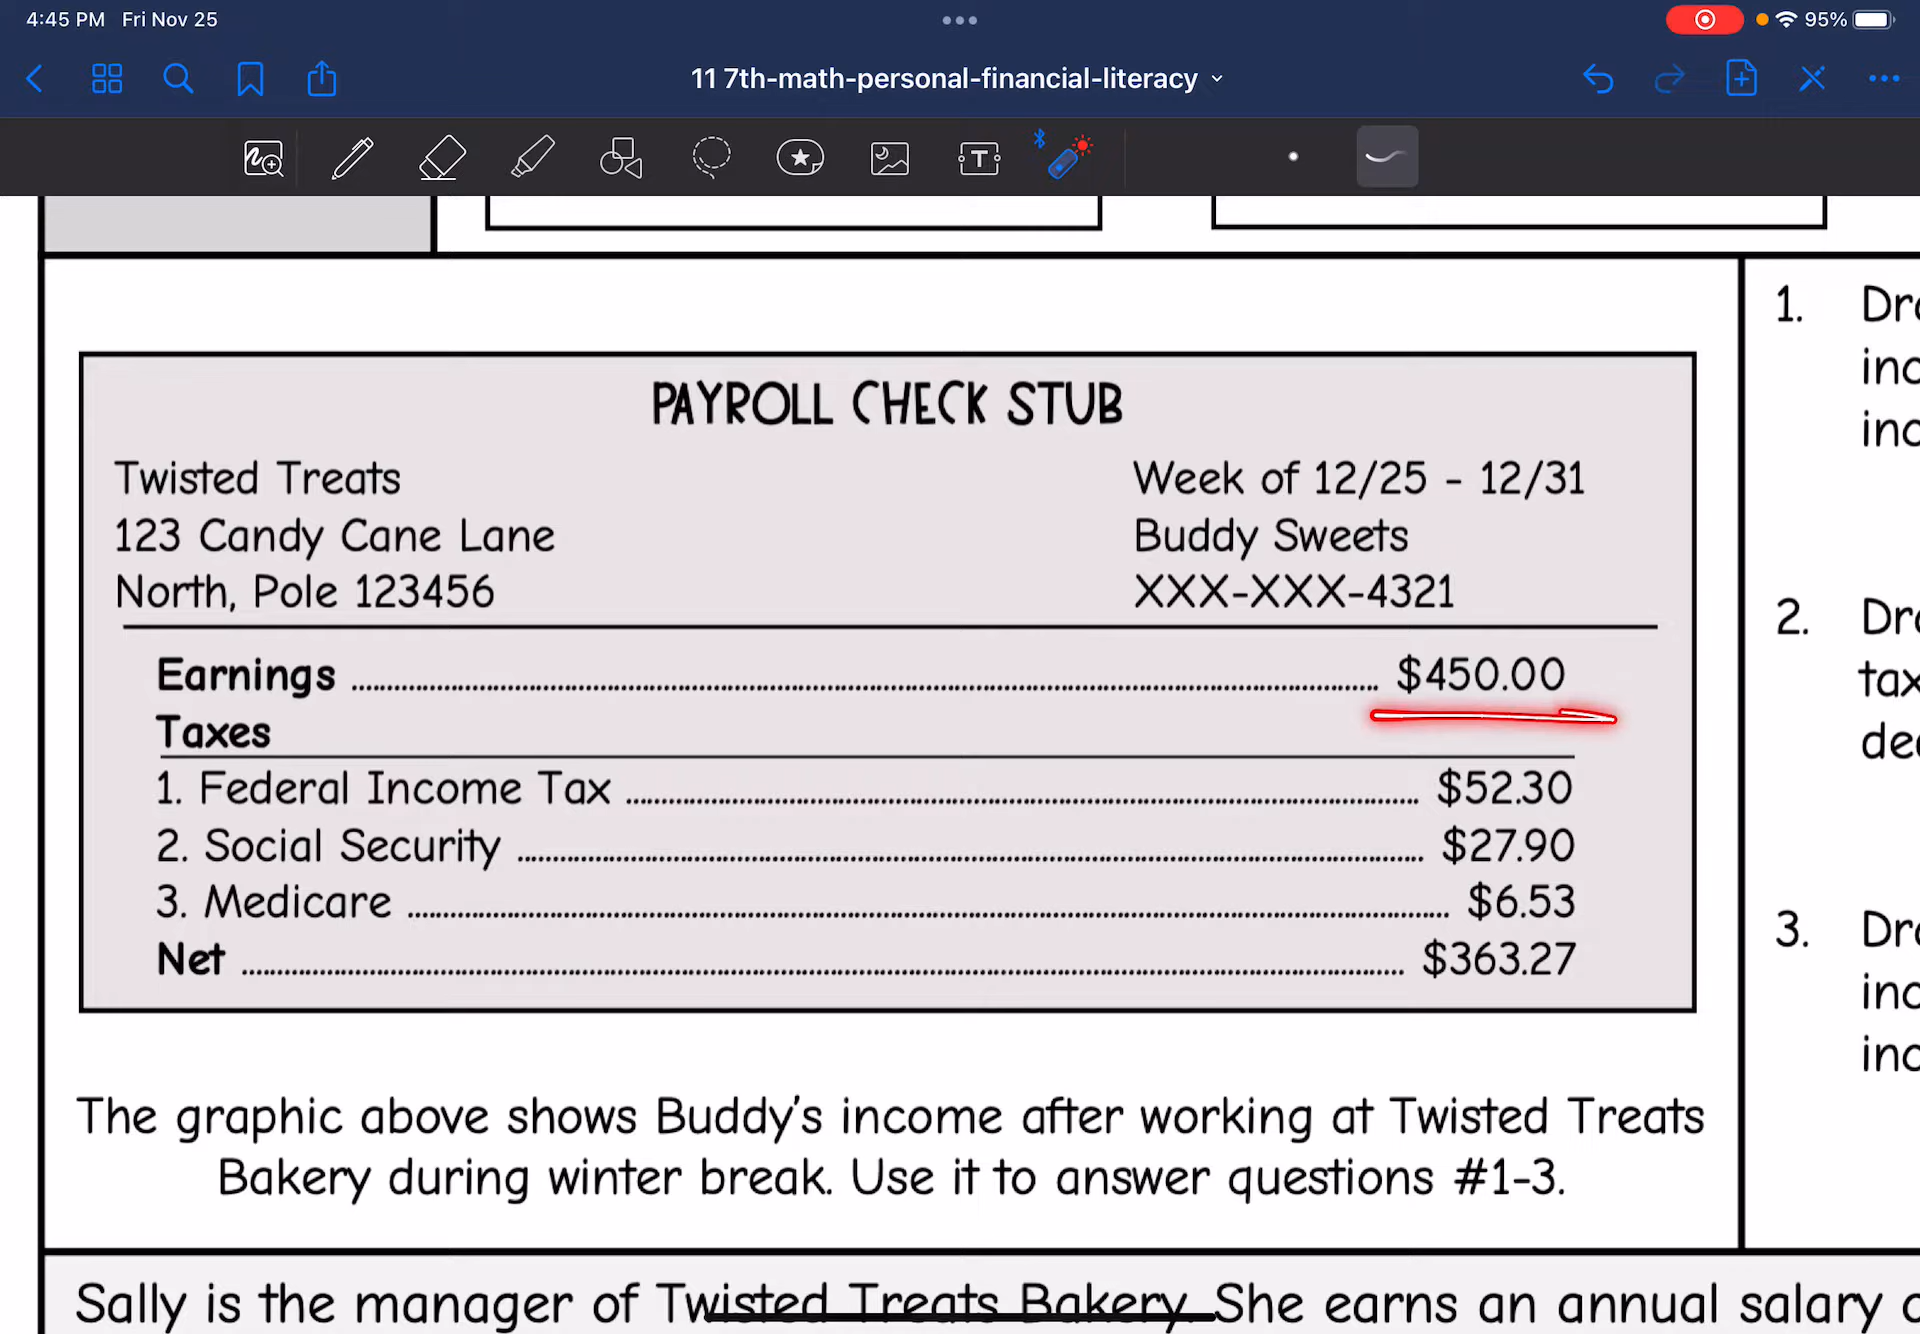 4:45 PM Fri Nov 25
95%
11 7th-math-personal-financial-literacy
T
PAYROLL CHECK STUB
Twisted Treats
123 Candy Cane Lane
North, Pole 123456
Week of 12/25 - 12/31
Buddy Sweets
XXX-XXX-4321
Earnings $450.00
Taxes
1. Federal Income Tax $52.30
2. Social Security $27.90
3. Medicare $6.53
Net $363.27
The graphic above shows Buddy's income after working at Twisted Treats
Bakery during winter break. Use it to answer questions #1-3.
1.
2.
3.
Sally is the manager of Twisted Treats Bakery. She earns an annual salary